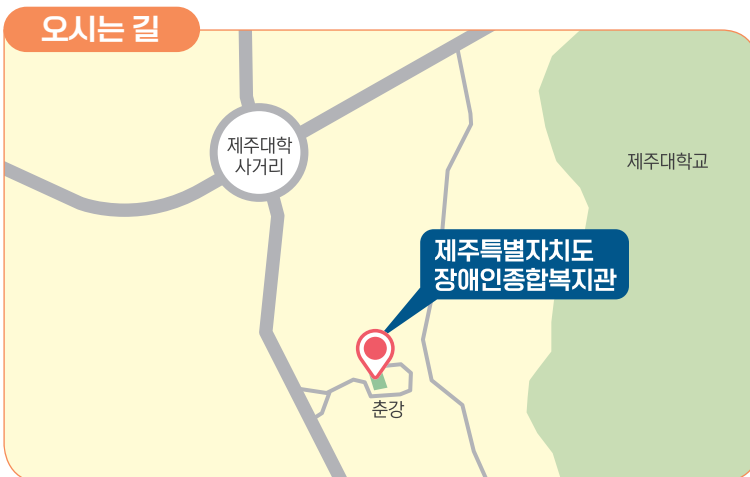 오시는 길
제주대학
사거리
제주대학교
제주특별자치도
장애인종합복지관
춘강